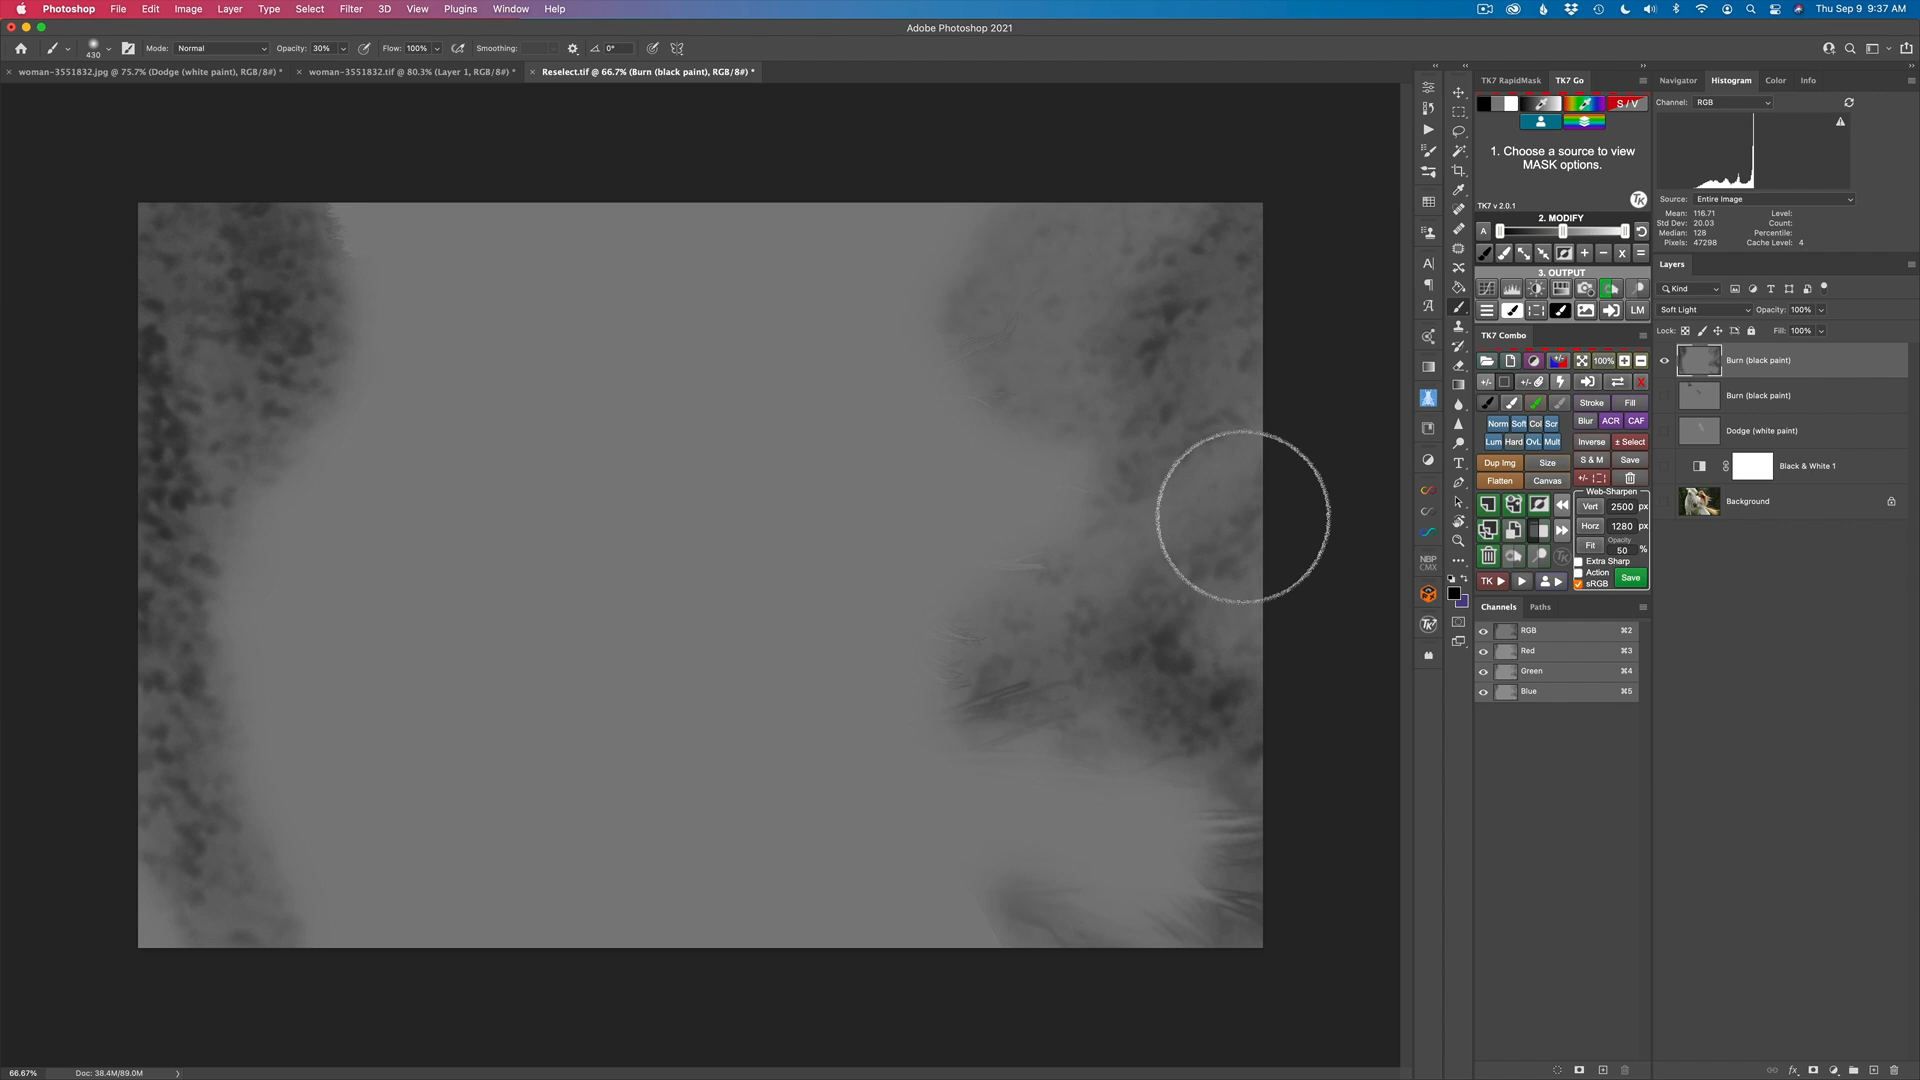 Photoshop File Edit Image Layer Type Select Filter 3D View Plugins Window Help Thu Sep 9 9:37 AM
Adobe Photoshop 2021
430 Mode: Normal Opacity: 30% Flow: 100% Smoothing: 0°
woman-3551832.jpg @ 75.7% (Dodge (white paint), RGB/8#) * woman-3551832.tif @ 80.3% (Layer 1, RGB/8#) * Reselect.tif @ 66.7% (Burn (black paint), RGB/8#) *
TK7 RapidMask TK7 Go
S / V
1. Choose a source to view
MASK options.
TK7 v 2.0.1
TK
2. MODIFY
A
+ − x =
3. OUTPUT
LM
TK7 Combo
100% + −
+/- +/- X
Stroke Fill
Norm Soft Col Scr Blur ACR CAF
Lum Hard OvL Mult Inverse ± Select
Dup Img Size S & M Save
Flatten Canvas +/-
Web-Sharpen
Vert 2500 px
Horz 1280 px
Fit Opacity 50 %
Extra Sharp
Action
sRGB Save
TK
Channels Paths
RGB ⌘2
Red ⌘3
Green ⌘4
Blue ⌘5
NBP
CMX
TK7
Navigator Histogram Color Info
Channel: RGB
Source: Entire Image
Mean: 116.71 Level:
Std Dev: 20.03 Count:
Median: 128 Percentile:
Pixels: 47298 Cache Level: 4
Layers
Kind
Soft Light Opacity: 100%
Lock: Fill: 100%
Burn (black paint)
Burn (black paint)
Dodge (white paint)
Black & White 1
Background
66.67% Doc: 38.4M/89.0M